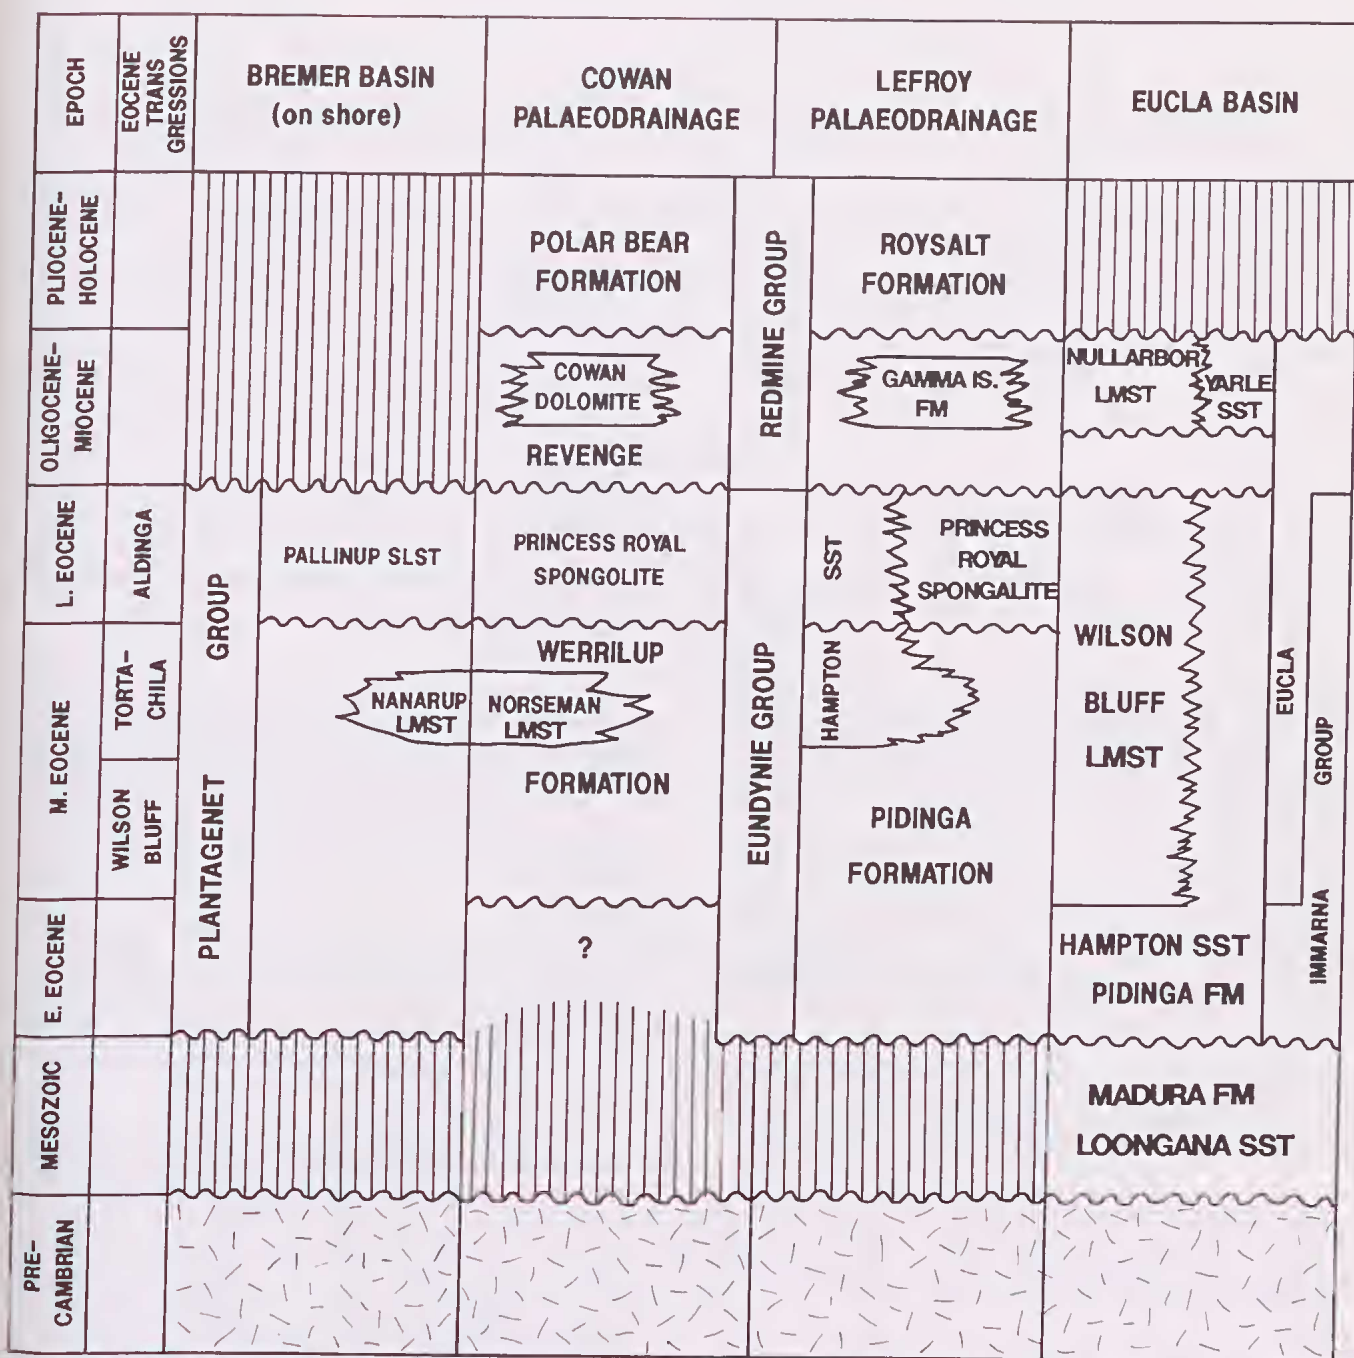 EPOCH
EOCENE
TRANS
GRESSIONS
BREMER BASIN
(on shore)
COWAN
PALAEODRAINAGE
LEFROY
PALAEODRAINAGE
EUCLA BASIN
PLIOCENE-
HOLOCENE
POLAR BEAR
FORMATION
REDMINE GROUP
ROYSALT
FORMATION
OLIGOCENE-
MIOCENE
COWAN
DOLOMITE
REVENGE
GAMMA IS.
FM
NULLARBOR
LMST
YARLE
SST
L. EOCENE
ALDINGA
PLANTAGENET GROUP
PALLINUP SLST
PRINCESS ROYAL
SPONGOLITE
EUNDYNIE GROUP
HAMPTON SST
PRINCESS
ROYAL
SPONGALITE
WILSON
BLUFF
LMST
EUCLA
IMMARNA GROUP
M. EOCENE
TORTA-
CHILA
WILSON
BLUFF
WERRILUP
NANARUP
LMST
NORSEMAN
LMST
FORMATION
PIDINGA
FORMATION
E. EOCENE
?
HAMPTON SST
PIDINGA FM
MESOZOIC
MADURA FM
LOONGANA SST
PRE-
CAMBRIAN